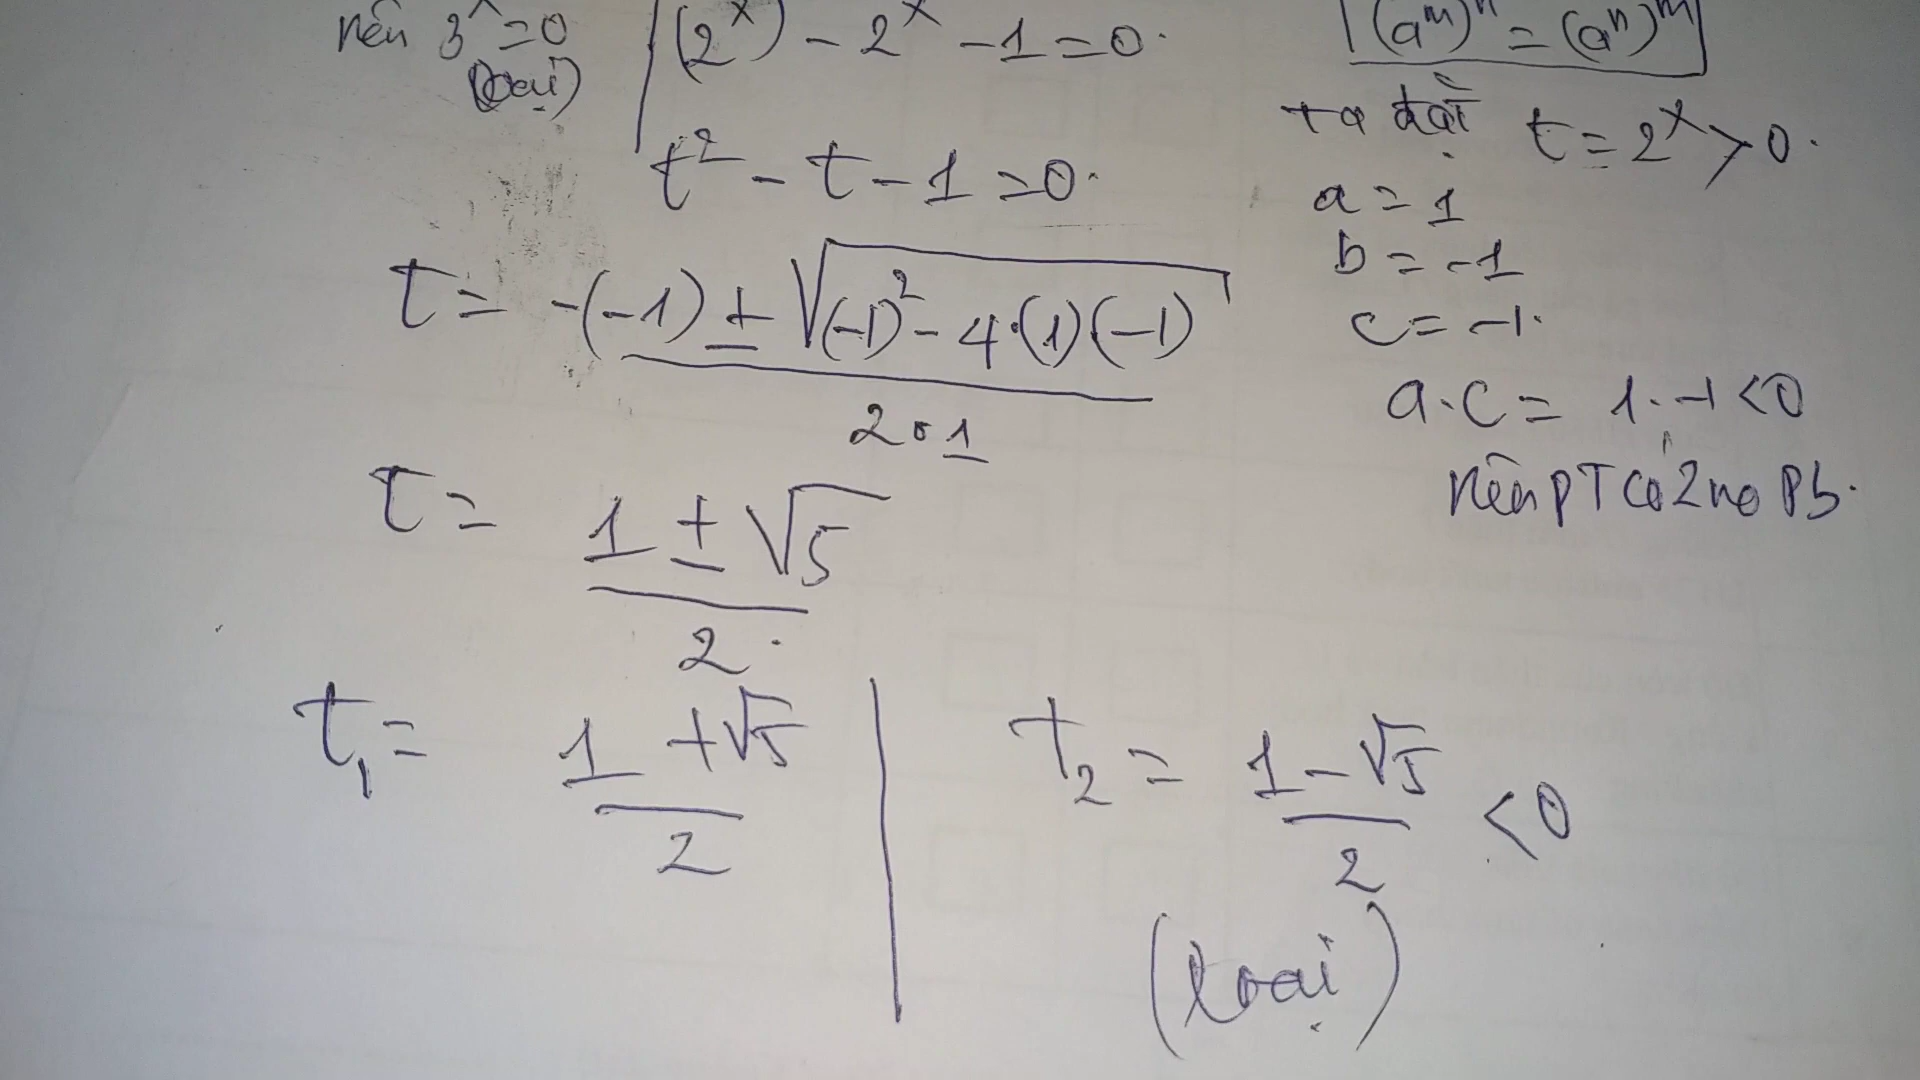 nên 3^x = 0
(loại)
(2^x) - 2^x - 1 = 0.
(a^m)^n = (a^n)^m
ta đặt t = 2^x > 0.
t² - t - 1 = 0.
a = 1
b = -1
c = -1.
t = -(-1) ± √((-1)² - 4·(1)(-1))
2 · 1
a.c = 1.-1 < 0
nên PT có 2 no Pb.
t = 1 ± √5
2.
t₁ = 1 + √5
2
t₂ = 1 - √5
2
< 0
(loại)